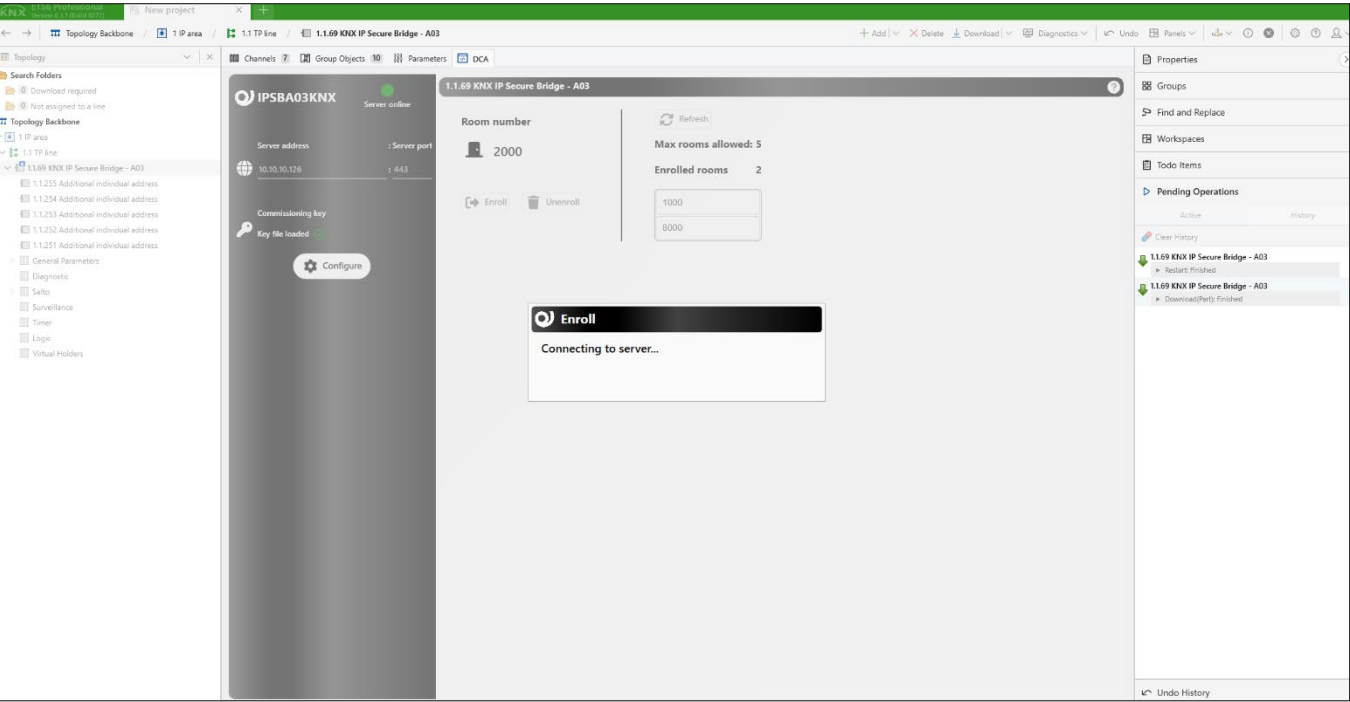 KNX ETS6 Professional
New project
Topology Backbone / 1 IP area / 1.1 TP line / 1.1.69 KNX IP Secure Bridge - A03
Add Delete Download Diagnostics Undo Panels
Topology
Search Folders
0 Download required
0 Not assigned to a line
Topology Backbone
1 IP area
1.1 TP line
1.1.69 KNX IP Secure Bridge - A03
1.1.255 Additional individual address
1.1.254 Additional individual address
1.1.253 Additional individual address
1.1.252 Additional individual address
1.1.251 Additional individual address
General Parameters
Diagnostic
Salto
Surveillance
Timer
Logic
Virtual Holders
Channels 7 Group Objects 10 Parameters DCA
IPSBA03KNX
Server online
Server address : Server port
10.10.10.126 : 443
Commissioning key
Key file loaded
Configure
1.1.69 KNX IP Secure Bridge - A03
Room number
2000
Enroll Unenroll
Refresh
Max rooms allowed: 5
Enrolled rooms 2
1000
8000
Enroll
Connecting to server...
Properties
Groups
Find and Replace
Workspaces
Todo Items
Pending Operations
Active History
Clear History
1.1.69 KNX IP Secure Bridge - A03
Restart: Finished
1.1.69 KNX IP Secure Bridge - A03
Download(Part): Finished
Undo History